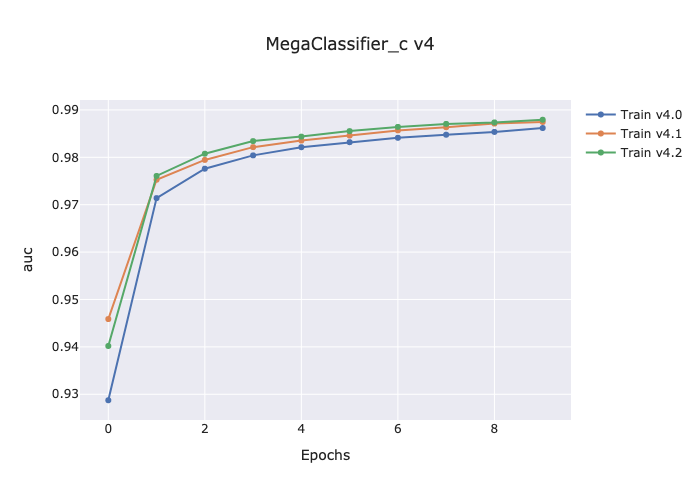 MegaClassifier_c v4
Train v4.0
Train v4.1
Train v4.2
auc
0.99
0.98
0.97
0.96
0.95
0.94
0.93
0 2 4 6 8
Epochs